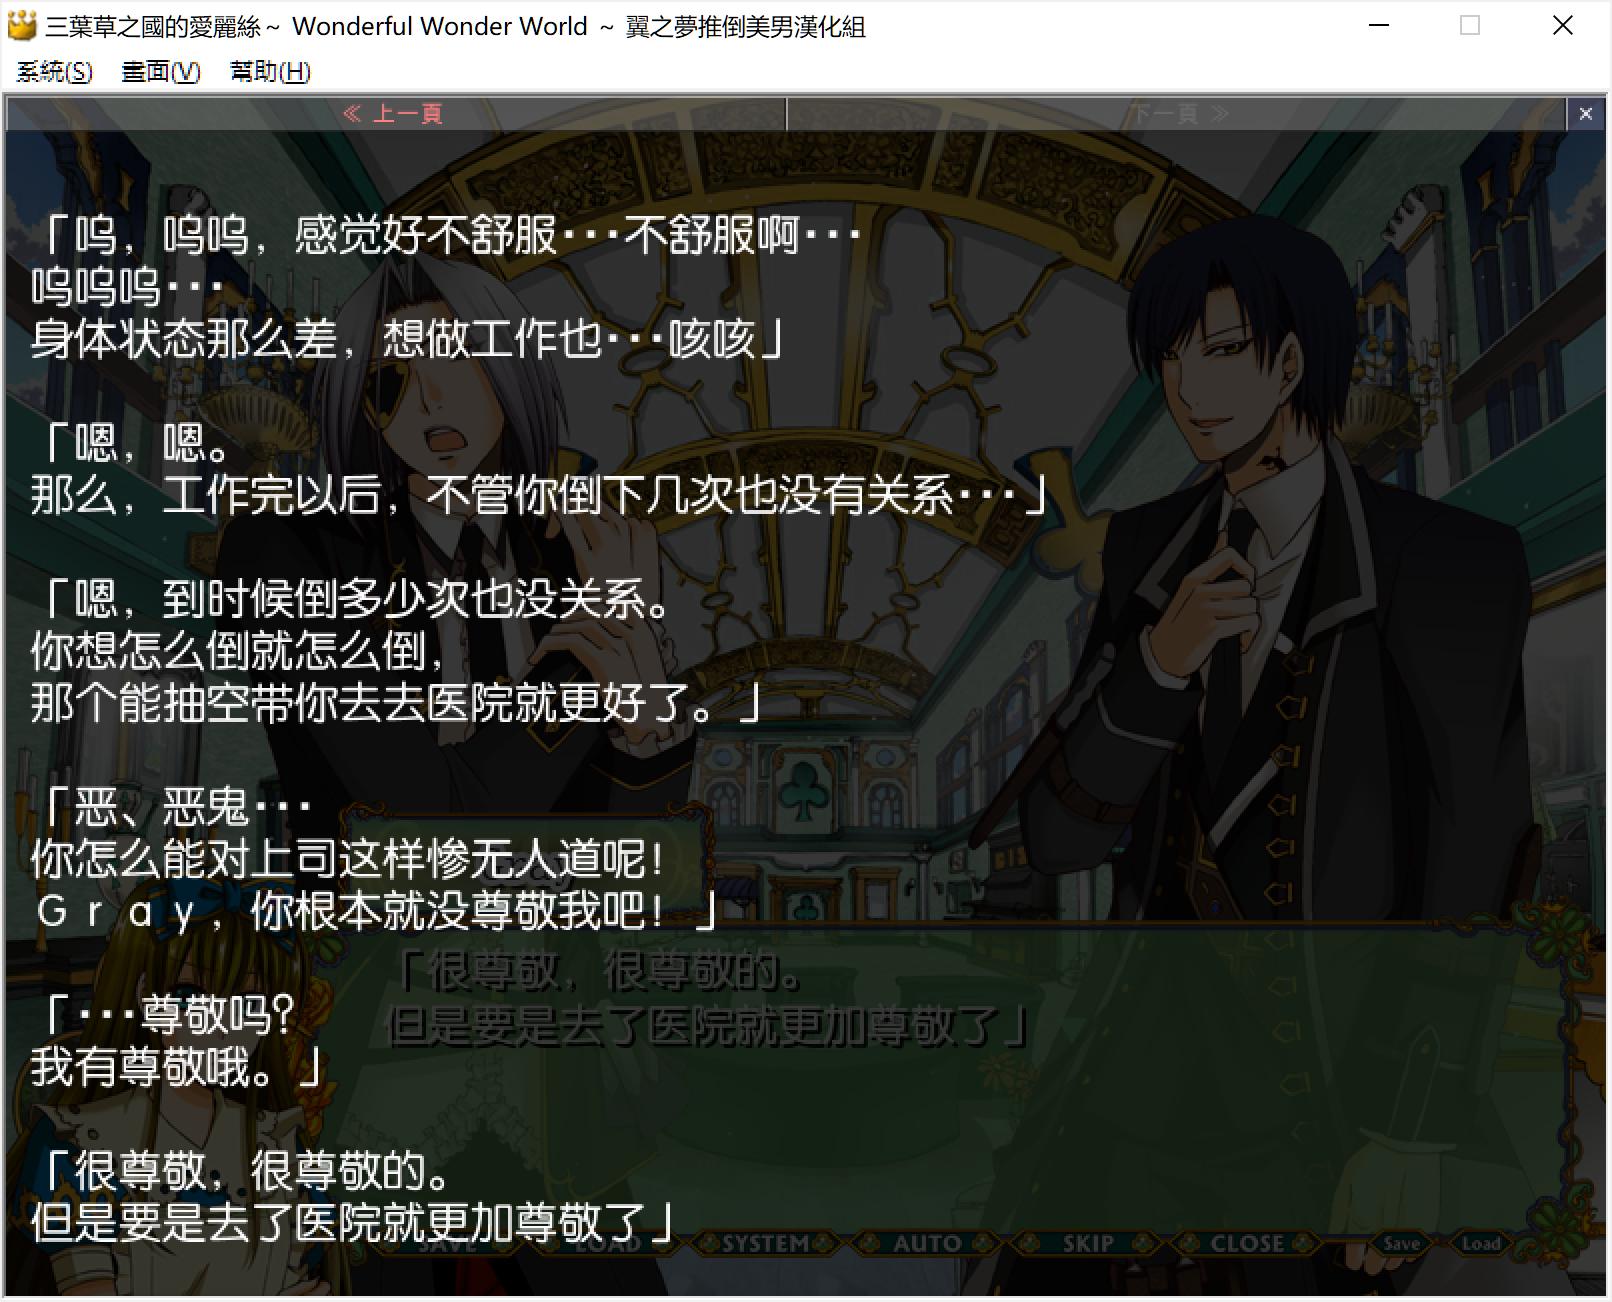 三葉草之國的愛麗絲～ Wonderful Wonder World ～ 翼之夢推倒美男漢化組
系統(S) 畫面(V) 幫助(H)
≪ 上一頁 下一頁 ≫ ×
「呜，呜呜，感觉好不舒服···不舒服啊···
呜呜呜···
身体状态那么差，想做工作也···咳咳」
「嗯，嗯。
那么，工作完以后，不管你倒下几次也没有关系···」
「嗯，到时候倒多少次也没关系。
你想怎么倒就怎么倒，
那个能抽空带你去去医院就更好了。」
「恶、恶鬼···
你怎么能对上司这样惨无人道呢！
Gray，你根本就没尊敬我吧！」
「···尊敬吗？
我有尊敬哦。」
「很尊敬，很尊敬的。
但是要是去了医院就更加尊敬了」
Gray
「很尊敬，很尊敬的。
但是要是去了医院就更加尊敬了」
SAVE LOAD SYSTEM AUTO SKIP CLOSE Save Load